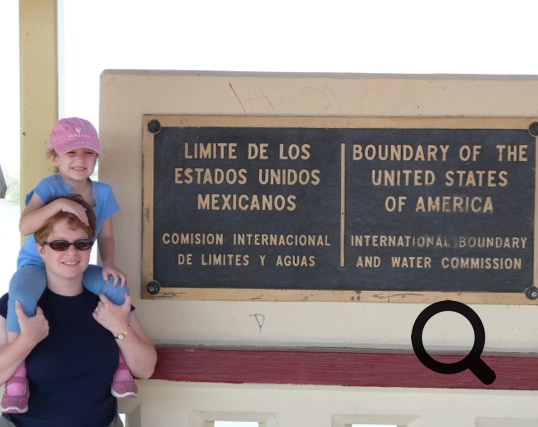 LIMITE DE LOS
ESTADOS UNIDOS
MEXICANOS
COMISION INTERNACIONAL
DE LIMITES Y AGUAS
BOUNDARY OF THE
UNITED STATES
OF AMERICA
INTERNATIONAL BOUNDARY
AND WATER COMMISSION